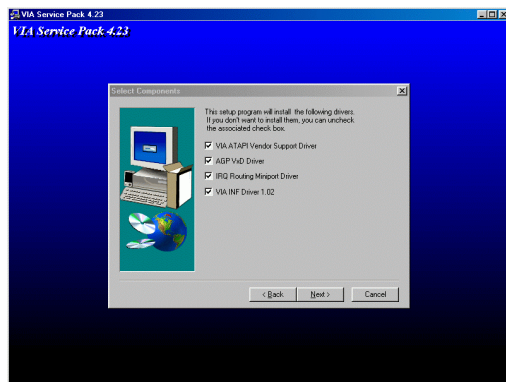 VIA Service Pack 4.23
VIA Service Pack 4.23
Select Components
This setup program will install the following drivers.
If you don't want to install them, you can uncheck
the associated check box.
VIA ATAPI Vendor Support Driver
AGP VxD Driver
IRQ Routing Miniport Driver
VIA INF Driver 1.02
< Back
Next >
Cancel